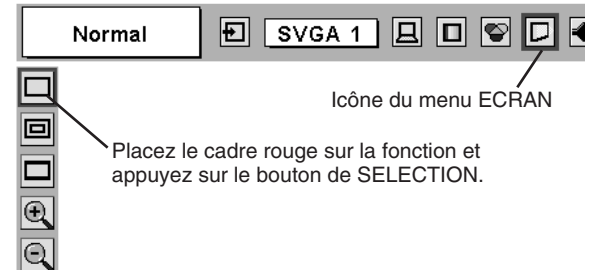 Normal
SVGA 1
Icône du menu ECRAN
Placez le cadre rouge sur la fonction et
appuyez sur le bouton de SELECTION.